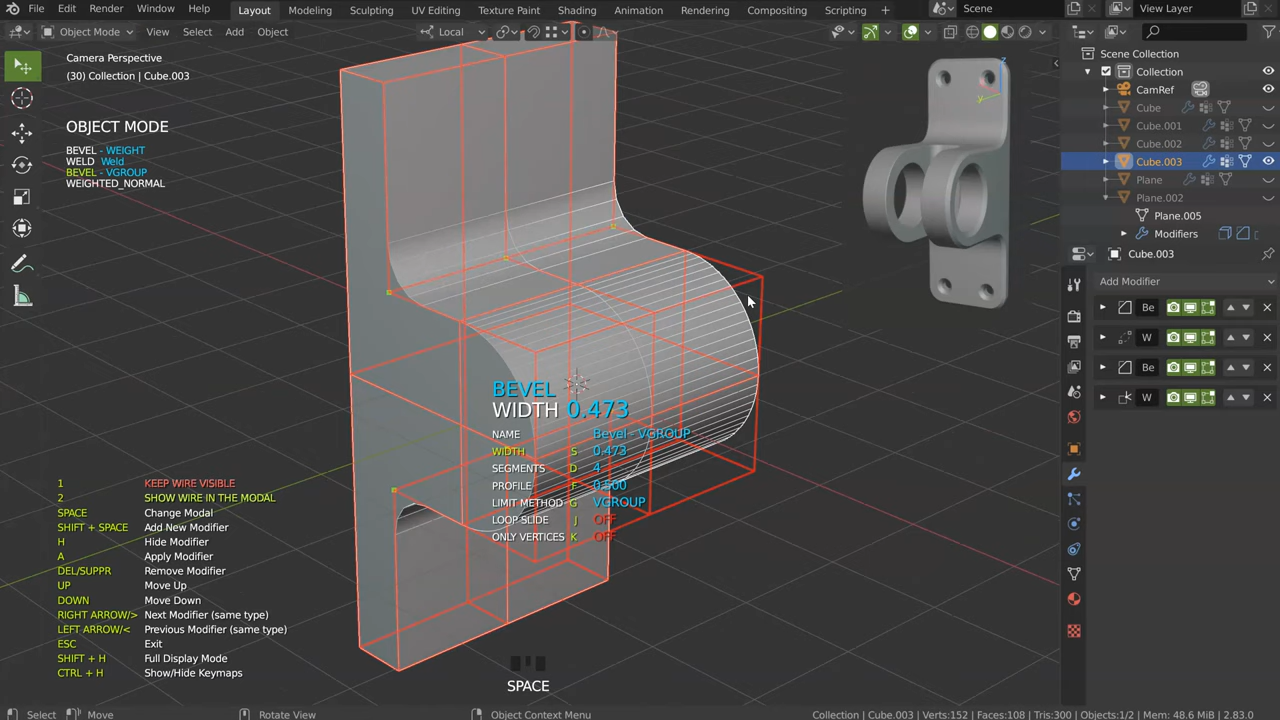 File Edit Render Window Help
Layout Modeling Sculpting UV Editing Texture Paint Shading Animation Rendering Compositing Scripting +
Scene
View Layer
Object Mode View Select Add Object
Local
Camera Perspective
(30) Collection | Cube.003
OBJECT MODE
BEVEL - WEIGHT
WELD Weld
BEVEL - VGROUP
WEIGHTED_NORMAL
z
y
Scene Collection
Collection
CamRef
Cube
Cube.001
Cube.002
Cube.003
Plane
Plane.002
Plane.005
Modifiers
Cube.003
Add Modifier
Be
W
Be
W
BEVEL
WIDTH 0.473
NAME Bevel - VGROUP
WIDTH S 0.473
SEGMENTS D 4
PROFILE F 0.500
LIMIT METHOD G VGROUP
LOOP SLIDE J OFF
ONLY VERTICES K OFF
1 KEEP WIRE VISIBLE
2 SHOW WIRE IN THE MODAL
SPACE Change Modal
SHIFT + SPACE Add New Modifier
H Hide Modifier
A Apply Modifier
DEL/SUPPR Remove Modifier
UP Move Up
DOWN Move Down
RIGHT ARROW/> Next Modifier (same type)
LEFT ARROW/< Previous Modifier (same type)
ESC Exit
SHIFT + H Full Display Mode
CTRL + H Show/Hide Keymaps
SPACE
Select Move Rotate View Object Context Menu
Collection | Cube.003 | Verts:152 | Faces:108 | Tris:300 | Objects:1/2 | Mem: 48.6 MiB | 2.83.0